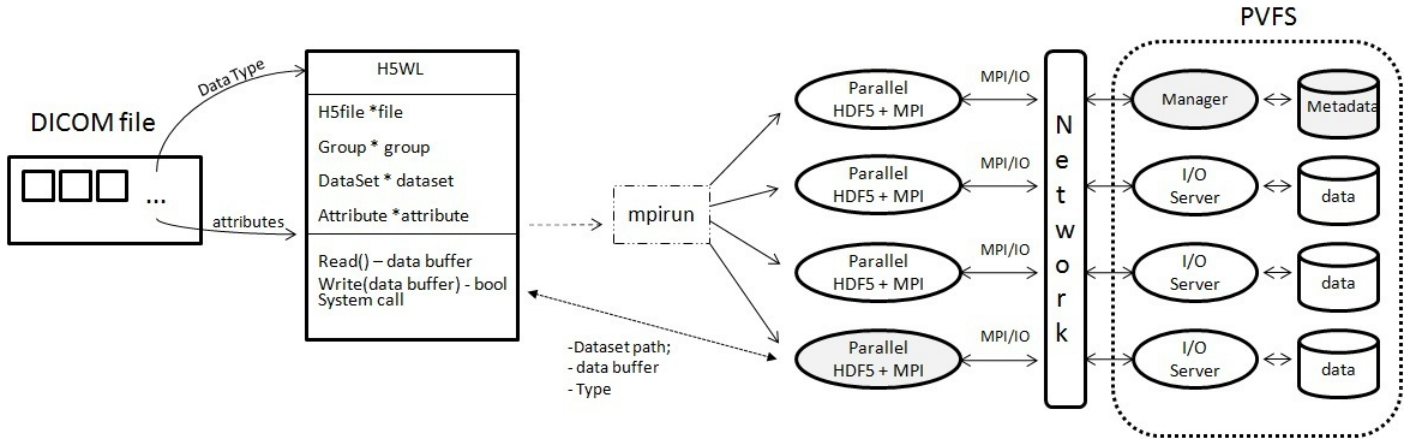 PVFS
DICOM file
...
Data Type
attributes
H5WL
H5file *file
Group * group
DataSet * dataset
Attribute *attribute
Read() – data buffer
Write(data buffer) - bool
System call
-Dataset path;
- data buffer
- Type
mpirun
Parallel
HDF5 + MPI
MPI/IO
Parallel
HDF5 + MPI
MPI/IO
Parallel
HDF5 + MPI
MPI/IO
Parallel
HDF5 + MPI
MPI/IO
Network
Manager
Metadata
I/O
Server
data
I/O
Server
data
I/O
Server
data